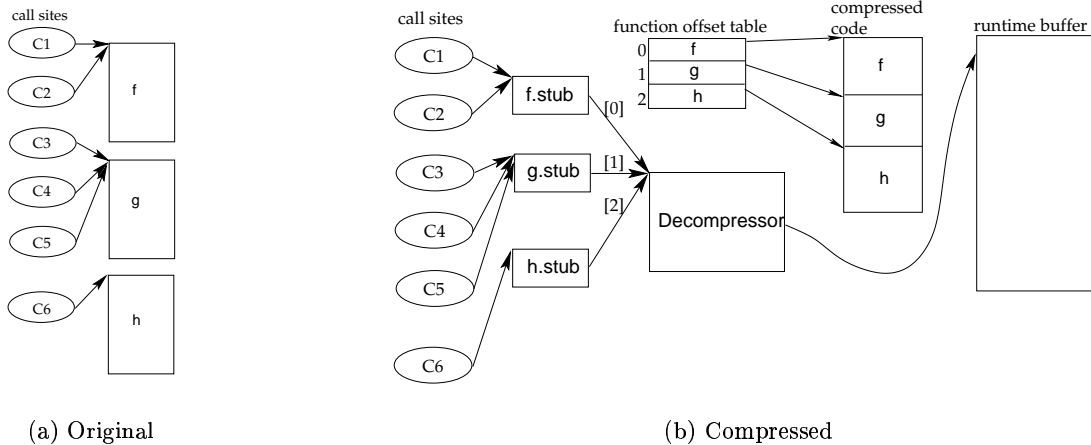 call sites
C1
C2
C3
C4
C5
C6
f
g
h
(a) Original
call sites
C1
C2
C3
C4
C5
C6
f.stub
g.stub
h.stub
[0]
[1]
[2]
function offset table
0 f
1 g
2 h
compressed
code
f
g
h
Decompressor
runtime buffer
(b) Compressed